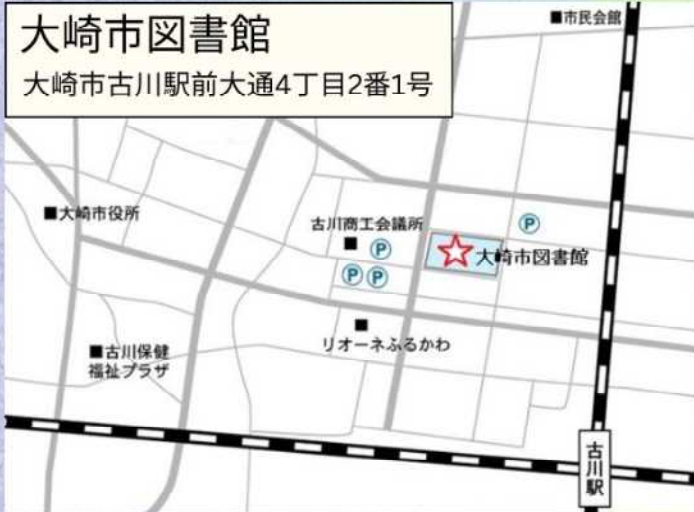 大崎市図書館
大崎市古川駅前大通4丁目2番1号
■市民会館
■大崎市役所
古川商工会議所
■
P
P
P P
大崎市図書館
■
リオーネふるかわ
■古川保健
福祉プラザ
古川駅